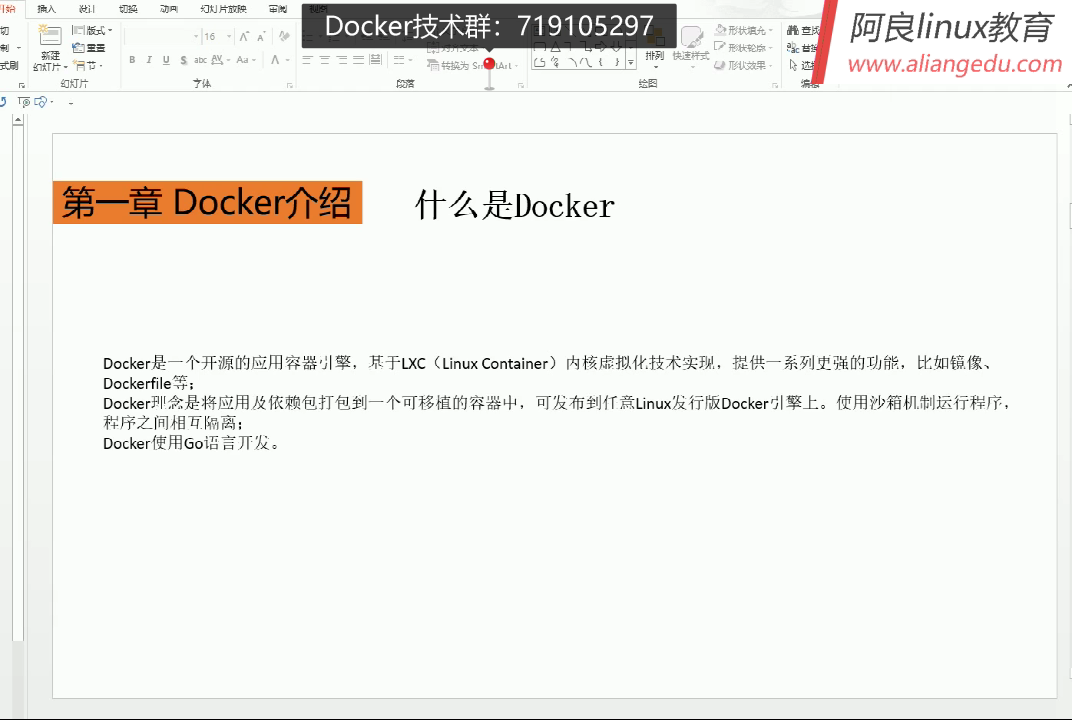 插入 设计 切换 动画 幻灯片放映 审阅 视图
Docker技术群：719105297
阿良linux教育
www.aliangedu.com
新建
幻灯片
版式
重置
节
16
B I U S abc AV Aa A
转换为 SmartArt
排列
快速样式
形状填充
形状轮廓
形状效果
幻灯片
字体
段落
绘图
第一章 Docker介绍
什么是Docker
Docker是一个开源的应用容器引擎，基于LXC（Linux Container）内核虚拟化技术实现，提供一系列更强的功能，比如镜像、
Dockerfile等；
Docker理念是将应用及依赖包打包到一个可移植的容器中，可发布到任意Linux发行版Docker引擎上。使用沙箱机制运行程序，
程序之间相互隔离；
Docker使用Go语言开发。